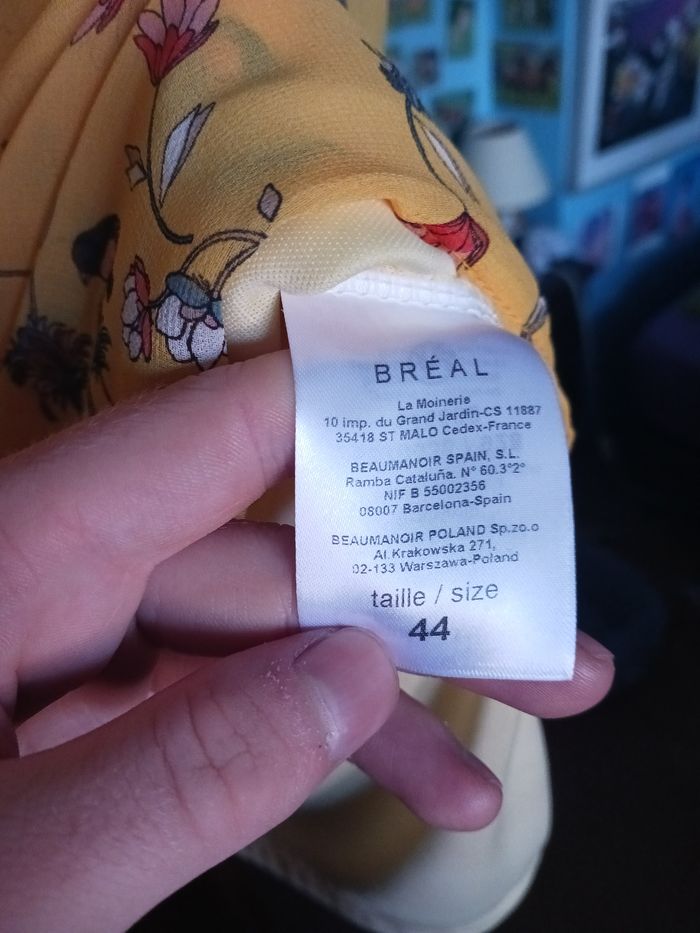 BRÉAL
La Moinerie
10 imp. du Grand Jardin-CS 11887
35418 ST MALO Cedex-France
BEAUMANOIR SPAIN, S.L.
Ramba Cataluña. N° 60.3°2°
NIF B 55002356
08007 Barcelona-Spain
BEAUMANOIR POLAND Sp.zo.o
Al.Krakowska 271,
02-133 Warszawa-Poland
taille / size
44